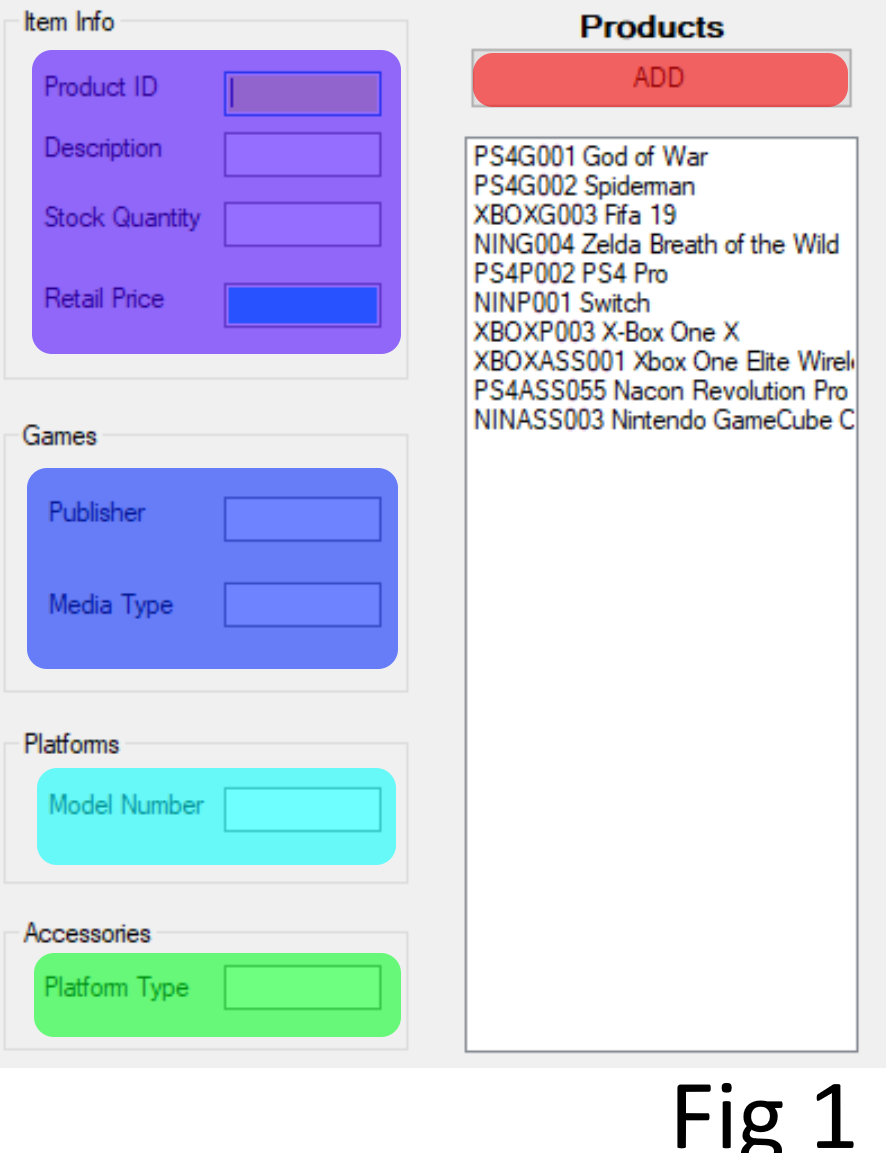 Item Info
Product ID
Description
Stock Quantity
Retail Price
Games
Publisher
Media Type
Platforms
Model Number
Accessories
Platform Type
Products
ADD
PS4G001 God of War
PS4G002 Spiderman
XBOXG003 Fifa 19
NING004 Zelda Breath of the Wild
PS4P002 PS4 Pro
NINP001 Switch
XBOXP003 X-Box One X
XBOXASS001 Xbox One Elite Wirel
PS4ASS055 Nacon Revolution Pro
NINASS003 Nintendo GameCube C
Fig 1